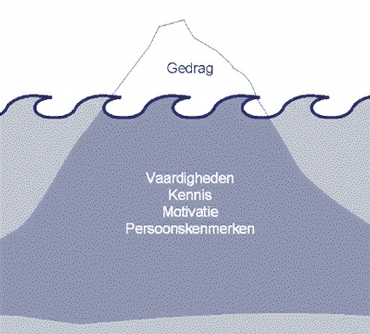 Gedrag
Vaardigheden
Kennis
Motivatie
Persoonskenmerken